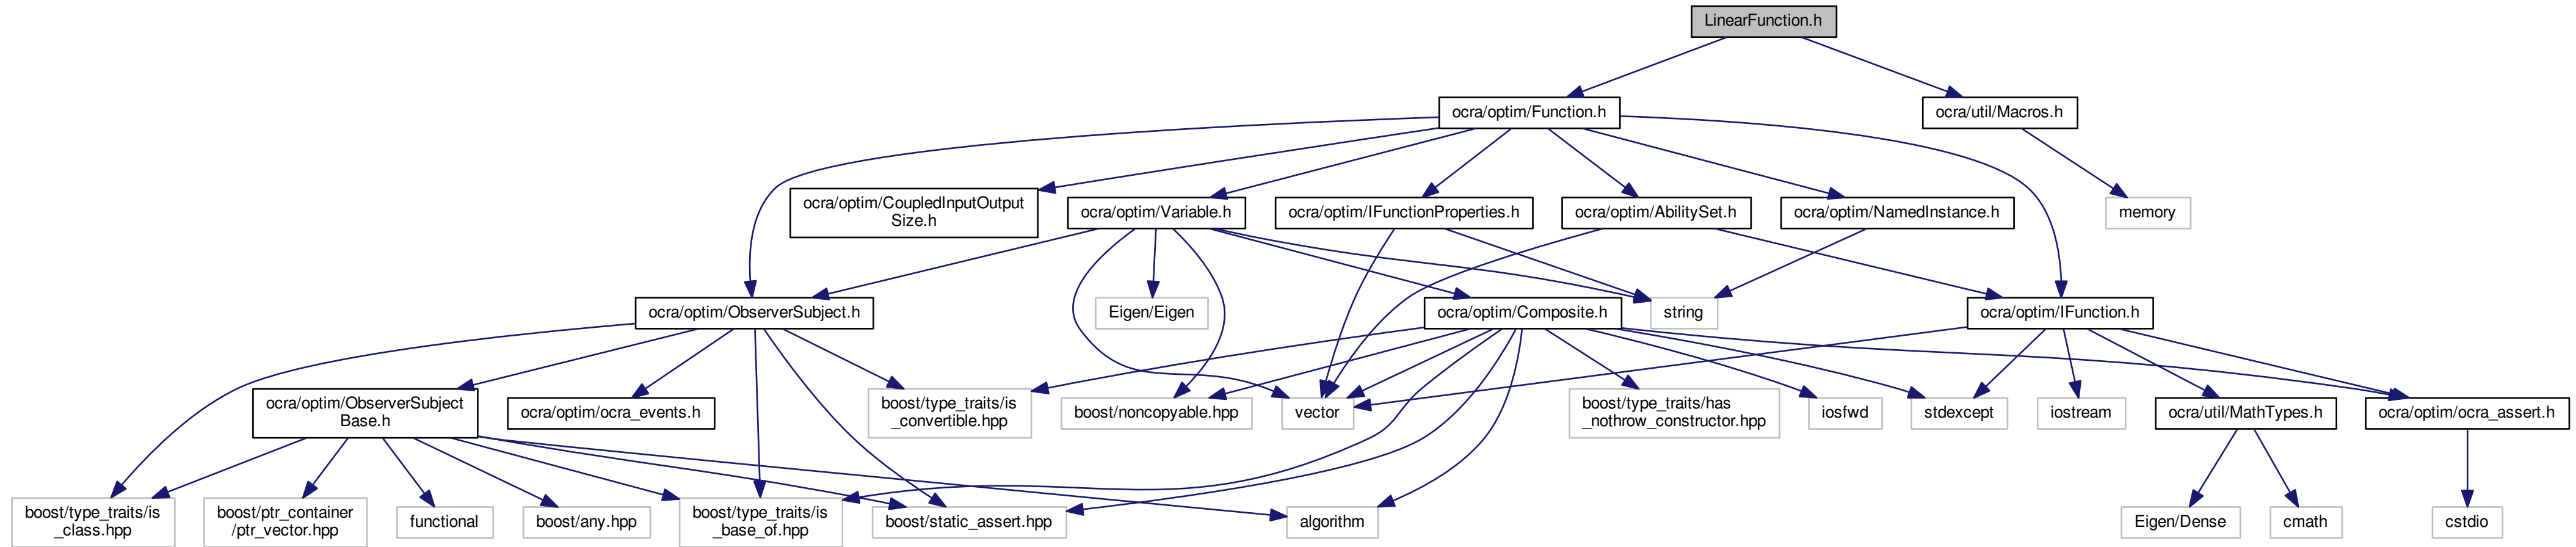 LinearFunction.h
ocra/optim/Function.h
ocra/util/Macros.h
ocra/optim/CoupledInputOutput
Size.h
ocra/optim/Variable.h
ocra/optim/IFunctionProperties.h
ocra/optim/AbilitySet.h
ocra/optim/NamedInstance.h
memory
ocra/optim/ObserverSubject.h
Eigen/Eigen
ocra/optim/Composite.h
string
ocra/optim/IFunction.h
ocra/optim/ObserverSubject
Base.h
ocra/optim/ocra_events.h
boost/type_traits/is
_convertible.hpp
boost/noncopyable.hpp
vector
boost/type_traits/has
_nothrow_constructor.hpp
iosfwd
stdexcept
iostream
ocra/util/MathTypes.h
ocra/optim/ocra_assert.h
boost/type_traits/is
_class.hpp
boost/ptr_container
/ptr_vector.hpp
functional
boost/any.hpp
boost/type_traits/is
_base_of.hpp
boost/static_assert.hpp
algorithm
Eigen/Dense
cmath
cstdio